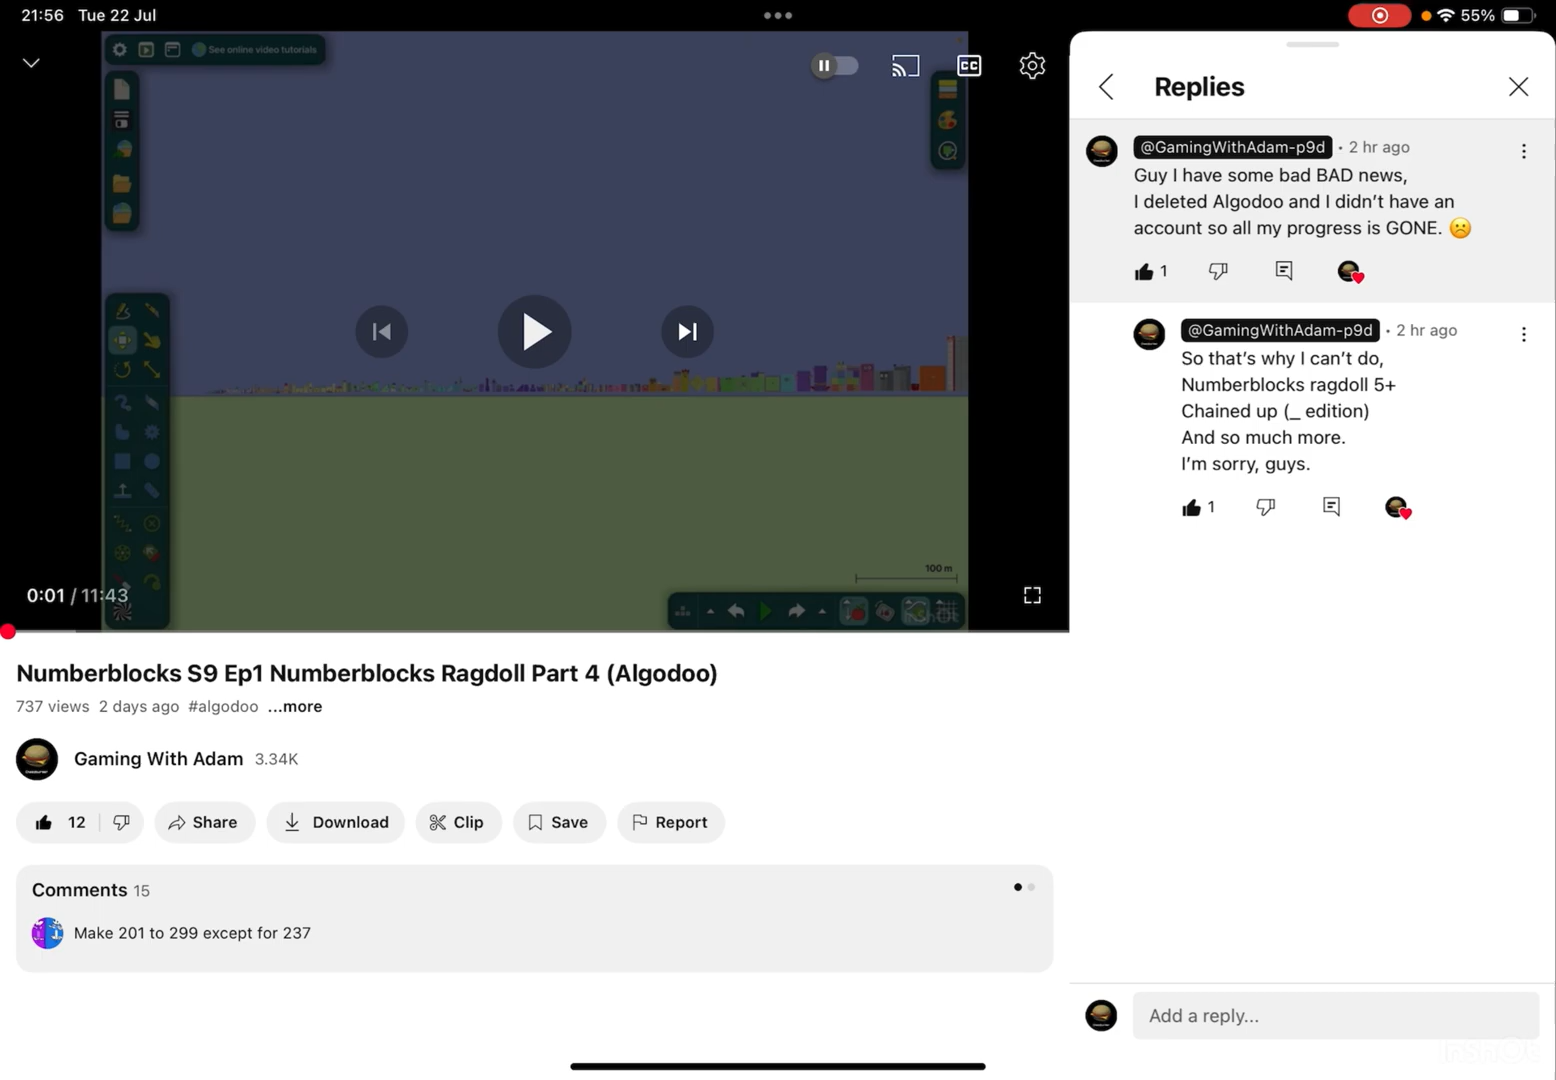 21:56 Tue 22 Jul
55%
See online video tutorials
CC
100 m
0:01 / 11:43
InShOt
Numberblocks S9 Ep1 Numberblocks Ragdoll Part 4 (Algodoo)
737 views 2 days ago #algodoo ...more
Gaming With Adam 3.34K
12
Share
Download
Clip
Save
Report
Comments 15
Make 201 to 299 except for 237
Replies
@GamingWithAdam-p9d · 2 hr ago
Guy I have some bad BAD news,
I deleted Algodoo and I didn’t have an
account so all my progress is GONE. ☹️
1
@GamingWithAdam-p9d · 2 hr ago
So that’s why I can’t do,
Numberblocks ragdoll 5+
Chained up (_ edition)
And so much more.
I’m sorry, guys.
1
Add a reply...
InShOt